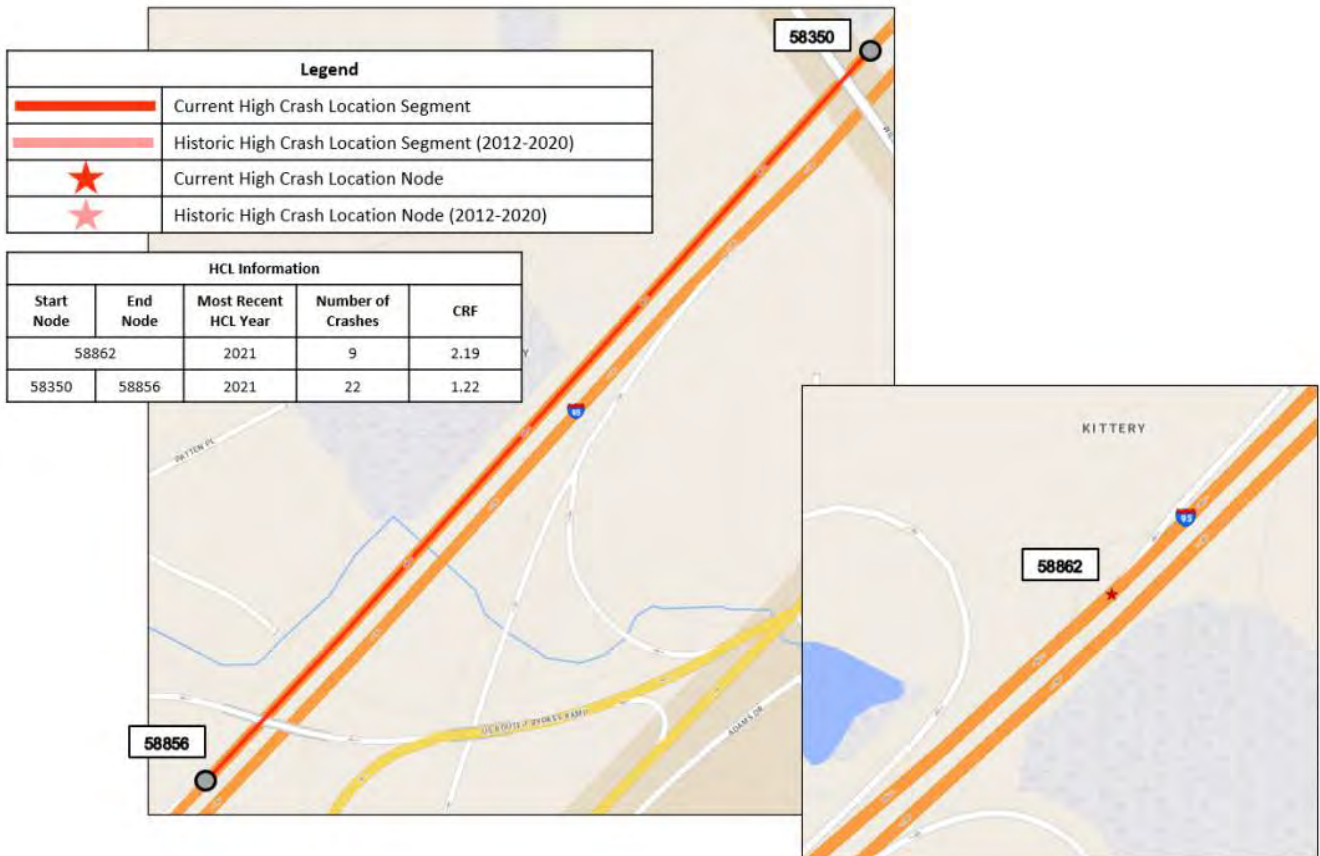 58350
Legend
Current High Crash Location Segment
Historic High Crash Location Segment (2012-2020)
Current High Crash Location Node
Historic High Crash Location Node (2012-2020)
HCL Information
Start Node End Node Most Recent HCL Year Number of Crashes CRF
58862 2021 9 2.19
58350 58856 2021 22 1.22
Y
95
PATTEN PL
KITTERY
95
58862
ADAMS DR
58856